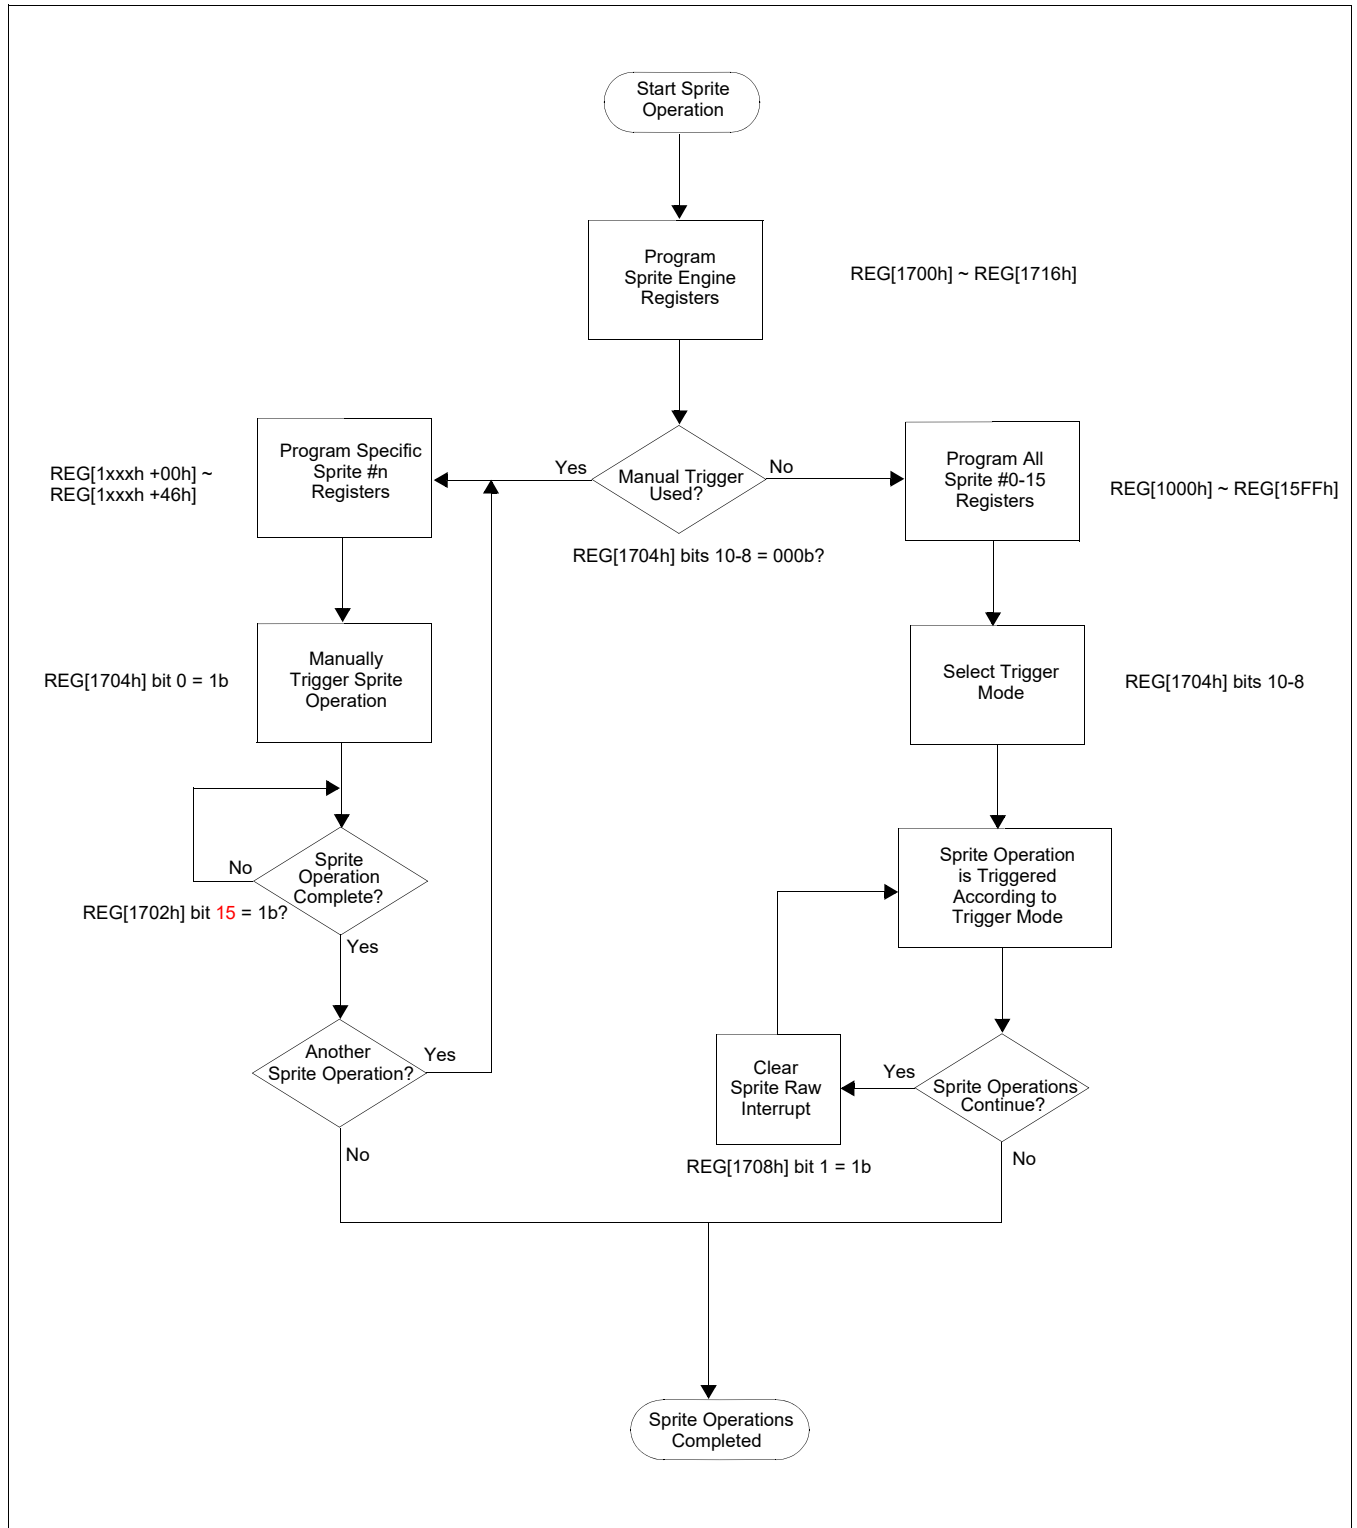 Start Sprite
Operation
Program
Sprite Engine
Registers
REG[1700h] ~ REG[1716h]
Manual Trigger
Used?
Yes
No
REG[1704h] bits 10-8 = 000b?
Program Specific
Sprite #n
Registers
REG[1xxxh +00h] ~
REG[1xxxh +46h]
Program All
Sprite #0-15
Registers
REG[1000h] ~ REG[15FFh]
Manually
Trigger Sprite
Operation
REG[1704h] bit 0 = 1b
Select Trigger
Mode
REG[1704h] bits 10-8
Sprite
Operation
Complete?
No
REG[1702h] bit 15 = 1b?
Yes
Sprite Operation
is Triggered
According to
Trigger Mode
Another
Sprite Operation?
Yes
No
Clear
Sprite Raw
Interrupt
REG[1708h] bit 1 = 1b
Yes
Sprite Operations
Continue?
No
Sprite Operations
Completed